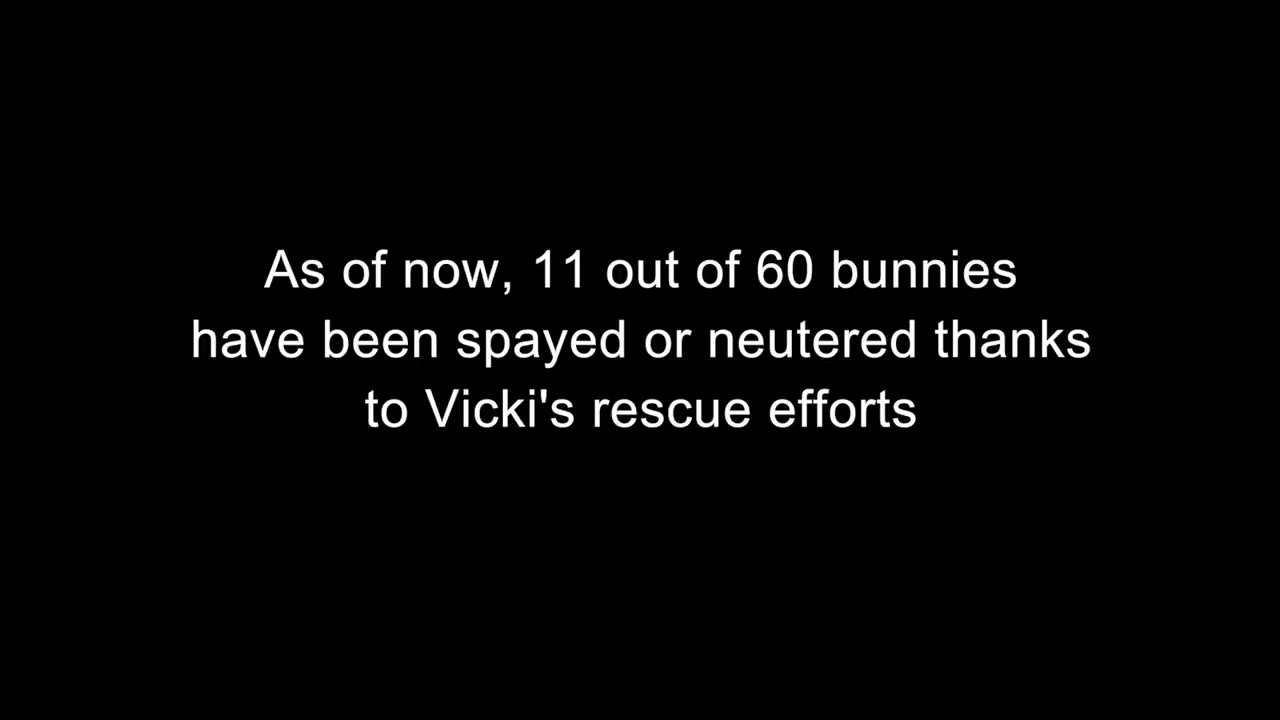 As of now, 11 out of 60 bunnies
have been spayed or neutered thanks
to Vicki's rescue efforts